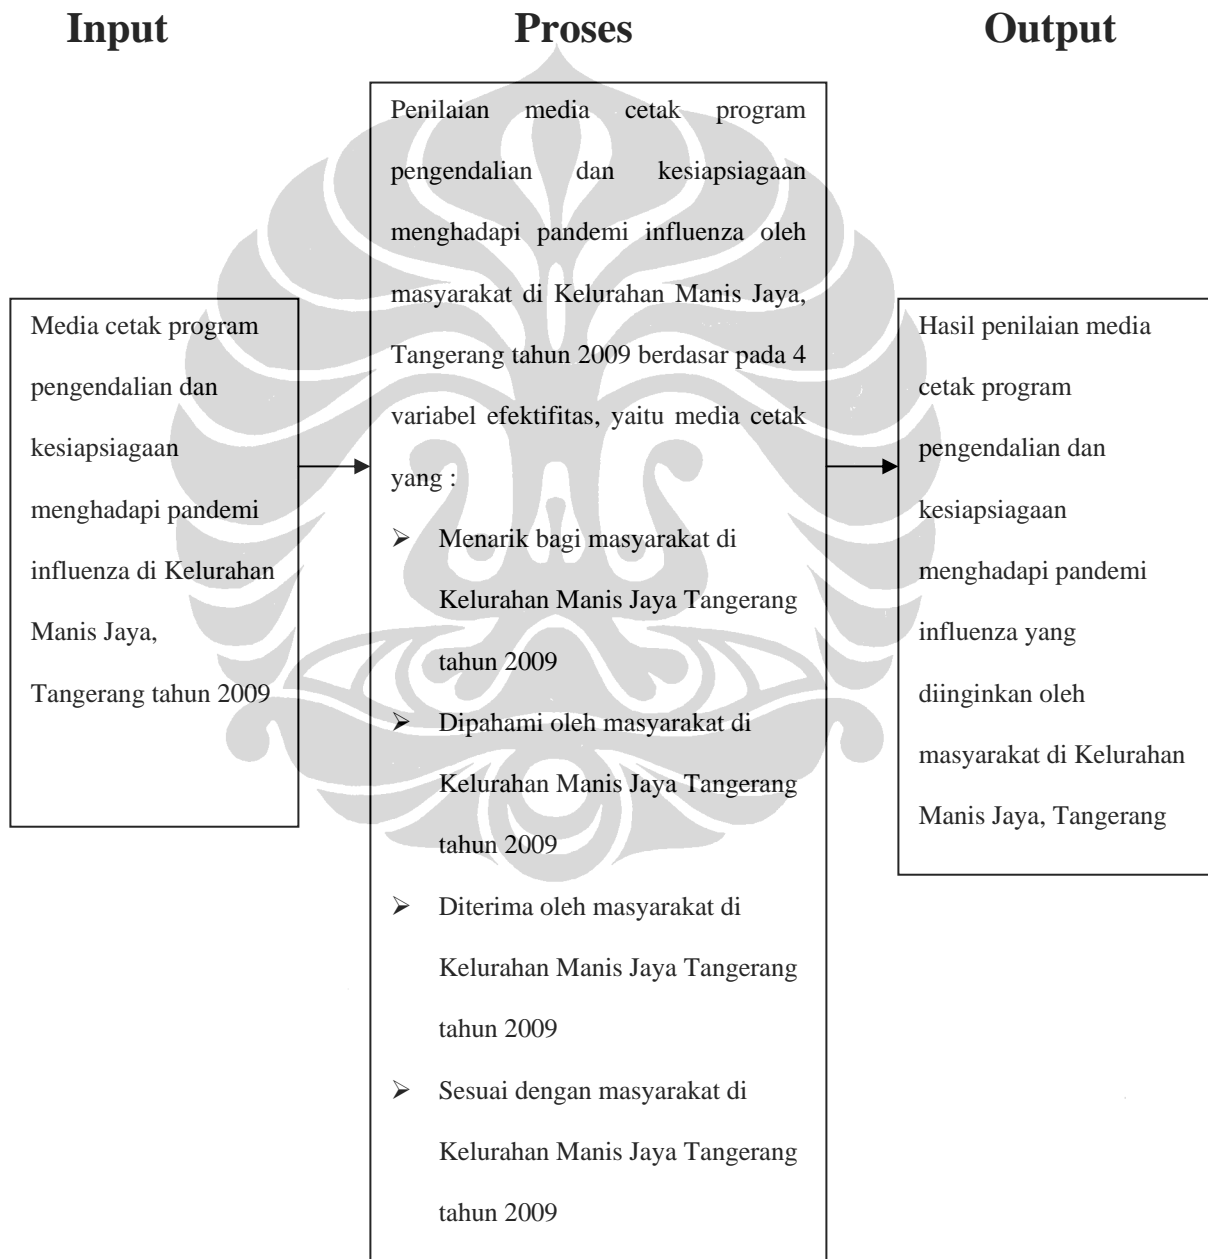 Input
Proses
Output
Media cetak program
pengendalian dan
kesiapsiagaan
menghadapi pandemi
influenza di Kelurahan
Manis Jaya,
Tangerang tahun 2009
Penilaian media cetak program
pengendalian dan kesiapsiagaan
menghadapi pandemi influenza oleh
masyarakat di Kelurahan Manis Jaya,
Tangerang tahun 2009 berdasar pada 4
variabel efektifitas, yaitu media cetak
yang :
➢ Menarik bagi masyarakat di
Kelurahan Manis Jaya Tangerang
tahun 2009
➢ Dipahami oleh masyarakat di
Kelurahan Manis Jaya Tangerang
tahun 2009
➢ Diterima oleh masyarakat di
Kelurahan Manis Jaya Tangerang
tahun 2009
➢ Sesuai dengan masyarakat di
Kelurahan Manis Jaya Tangerang
tahun 2009
Hasil penilaian media
cetak program
pengendalian dan
kesiapsiagaan
menghadapi pandemi
influenza yang
diinginkan oleh
masyarakat di Kelurahan
Manis Jaya, Tangerang